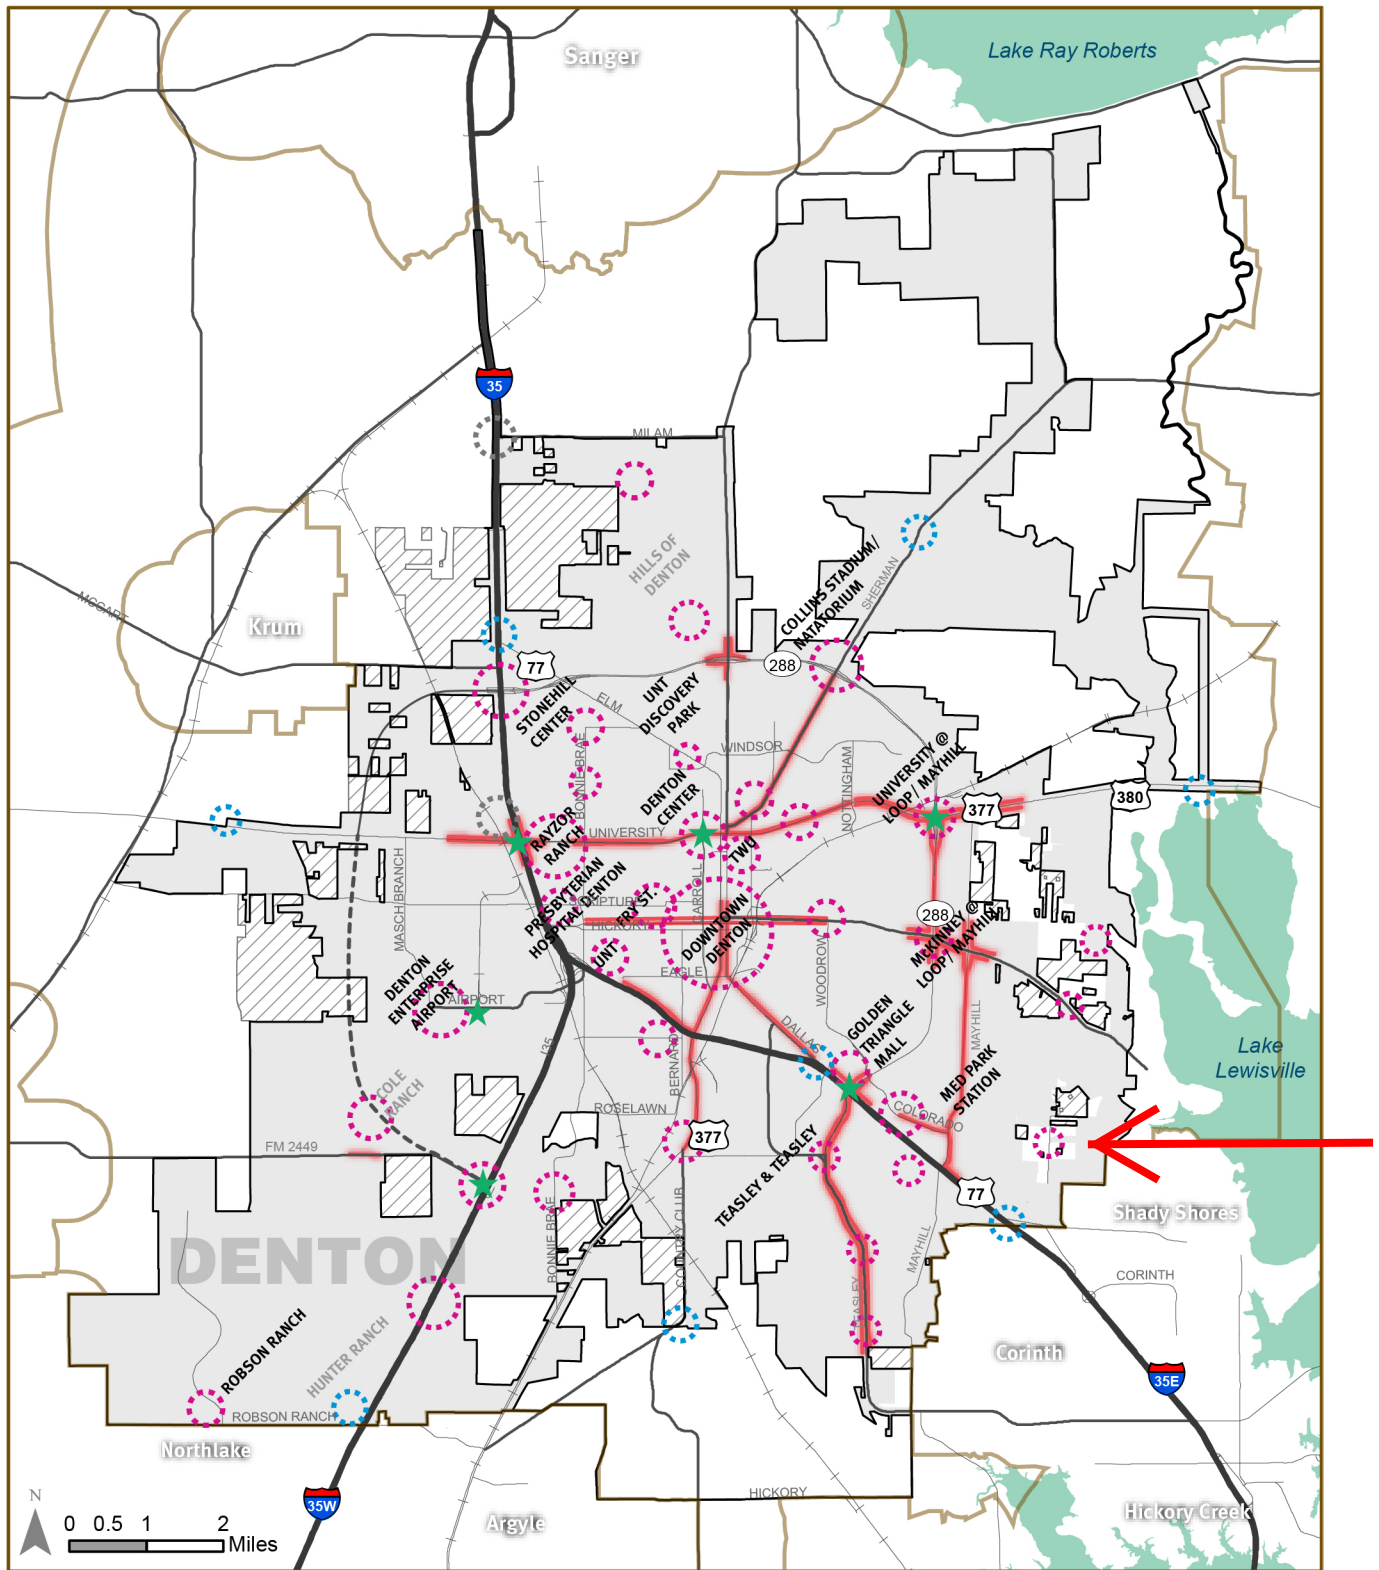 Lake Ray Roberts
Sanger
35
MILAM
HILLS OF
DENTON
COLLINS STADIUM/
NATATORIUM
SHERMAN
MCCART
Krum
77
288
STONEHILL
CENTER
ELM
UNT
DISCOVERY
PARK
BONNIE BRAE
WINDSOR
NOTTINGHAM
UNIVERSITY @
LOOP / MAYHILL
377
380
DENTON
CENTER
RAYZOR
RANCH
UNIVERSITY
TWU
MASCH BRANCH
PRESBYTERIAN
HOSPITAL DENTON
SCRIPTURE
FRY ST.
HICKORY
CARROLL
DOWNTOWN
DENTON
288
McKINNEY @
LOOP / MAYHILL
UNT
EAGLE
WOODROW
DENTON
ENTERPRISE
AIRPORT
AIRPORT
I35
DALLAS
GOLDEN
TRIANGLE
MALL
MAYHILL
MED PARK
STATION
Lake
Lewisville
BERNARD
COLE
RANCH
ROSELAWN
COLORADO
FM 2449
377
TEASLEY & TEASLEY
77
Shady Shores
BONNIE BRAE
COUNTRY CLUB
MAYHILL
DENTON
CORINTH
TEASLEY
ROBSON RANCH
HUNTER RANCH
Corinth
35E
ROBSON RANCH
Northlake
HICKORY
N
35W
Argyle
Hickory Creek
0 0.5 1 2
Miles